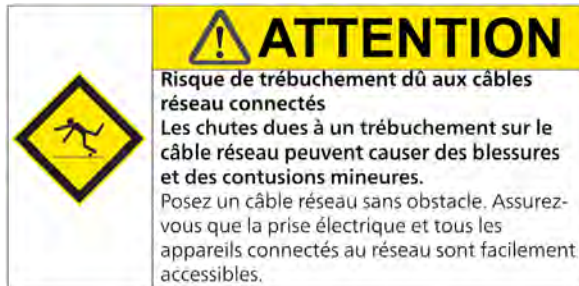 ATTENTION
Risque de trébuchement dû aux câbles
réseau connectés
Les chutes dues à un trébuchement sur le
câble réseau peuvent causer des blessures
et des contusions mineures.
Posez un câble réseau sans obstacle. Assurez-
vous que la prise électrique et tous les
appareils connectés au réseau sont facilement
accessibles.